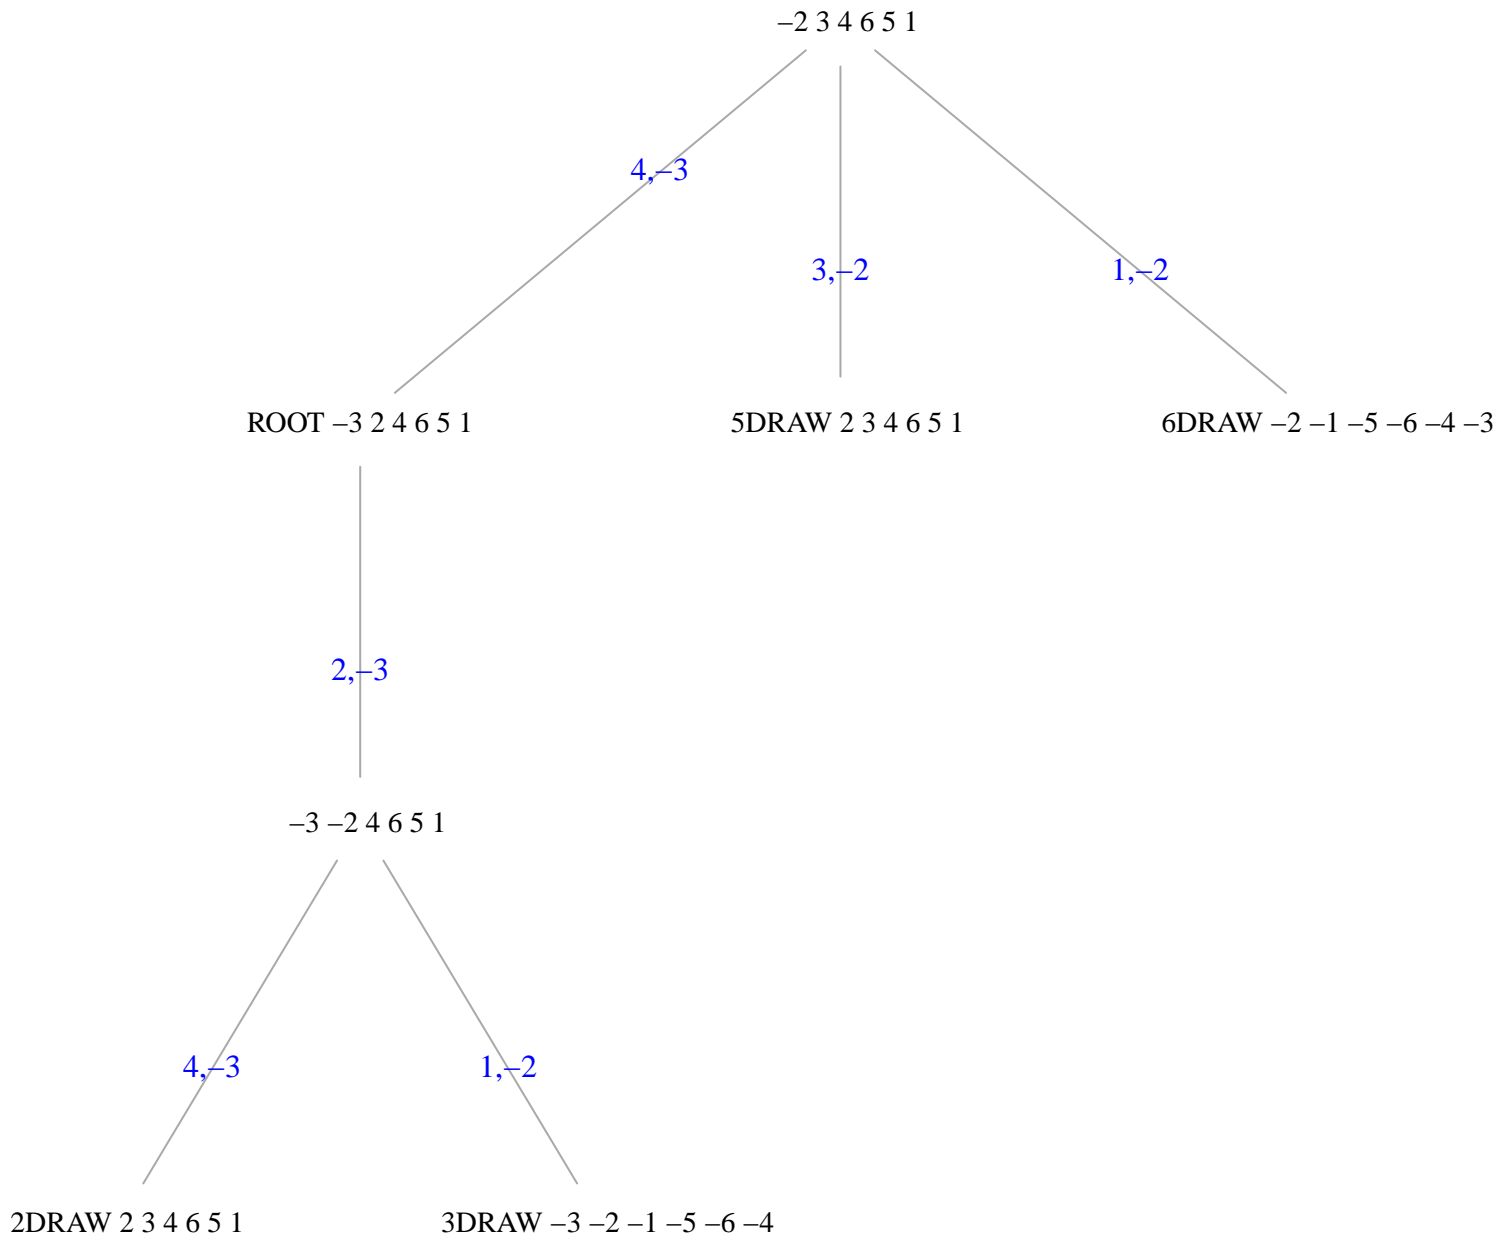 –2 3 4 6 5 1
4,–3
3,–2
1,–2
ROOT –3 2 4 6 5 1
5DRAW 2 3 4 6 5 1
6DRAW –2 –1 –5 –6 –4 –3
2,–3
–3 –2 4 6 5 1
4,–3
1,–2
2DRAW 2 3 4 6 5 1
3DRAW –3 –2 –1 –5 –6 –4